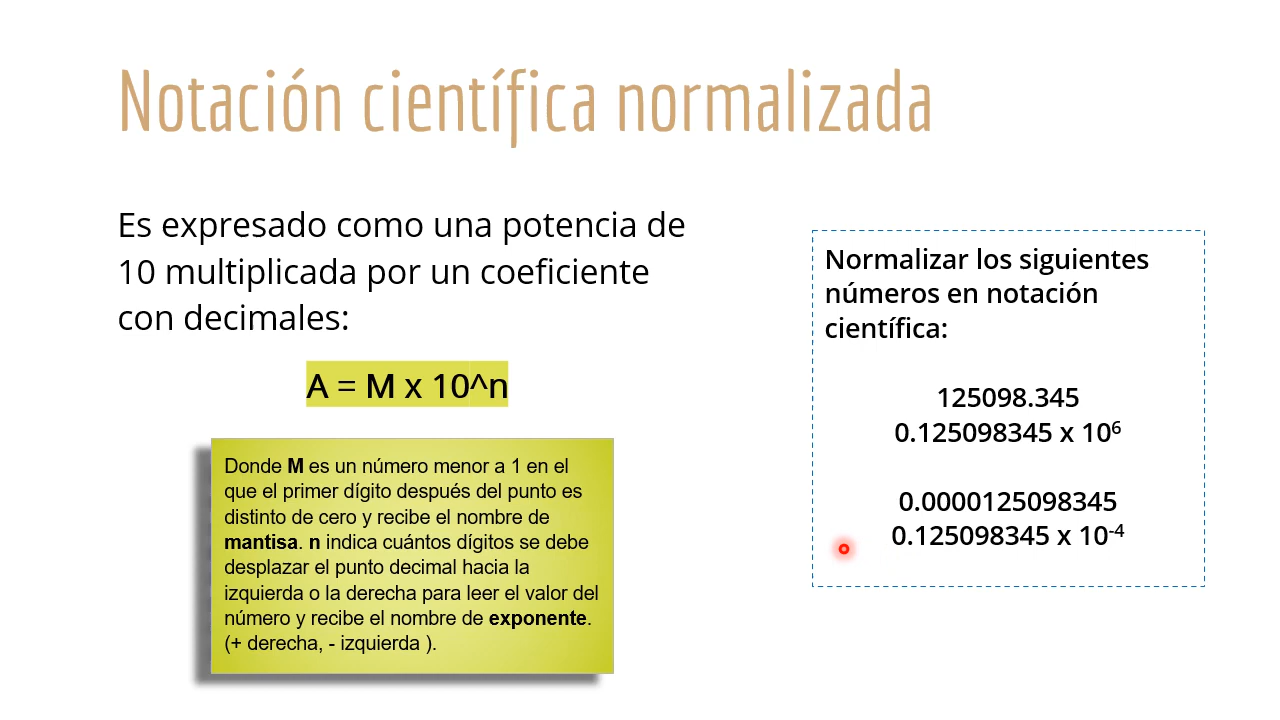 Notación científica normalizada
Es expresado como una potencia de
10 multiplicada por un coeficiente
con decimales:
A = M x 10^n
Donde M es un número menor a 1 en el
que el primer dígito después del punto es
distinto de cero y recibe el nombre de
mantisa. n indica cuántos dígitos se debe
desplazar el punto decimal hacia la
izquierda o la derecha para leer el valor del
número y recibe el nombre de exponente.
(+ derecha, - izquierda ).
Normalizar los siguientes
números en notación
científica:
125098.345
0.125098345 x 10⁶
0.0000125098345
0.125098345 x 10⁻⁴